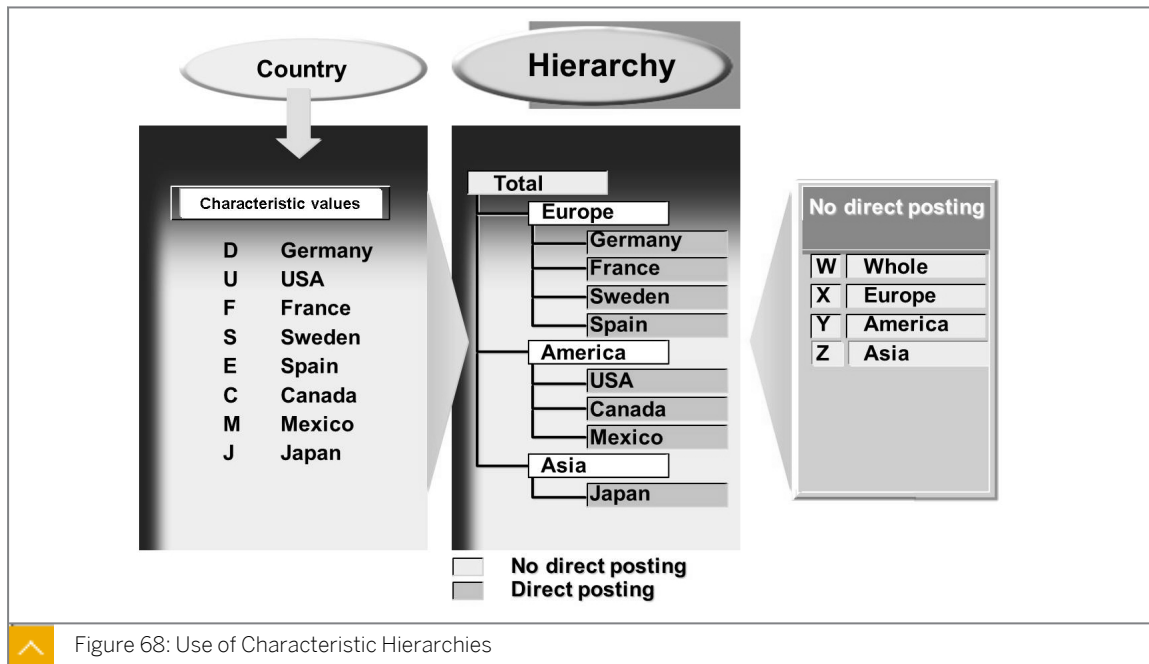 Country
Hierarchy
Characteristic values
D Germany
U USA
F France
S Sweden
E Spain
C Canada
M Mexico
J Japan
Total
Europe
Germany
France
Sweden
Spain
America
USA
Canada
Mexico
Asia
Japan
No direct posting
W Whole
X Europe
Y America
Z Asia
No direct posting
Direct posting
Figure 68: Use of Characteristic Hierarchies